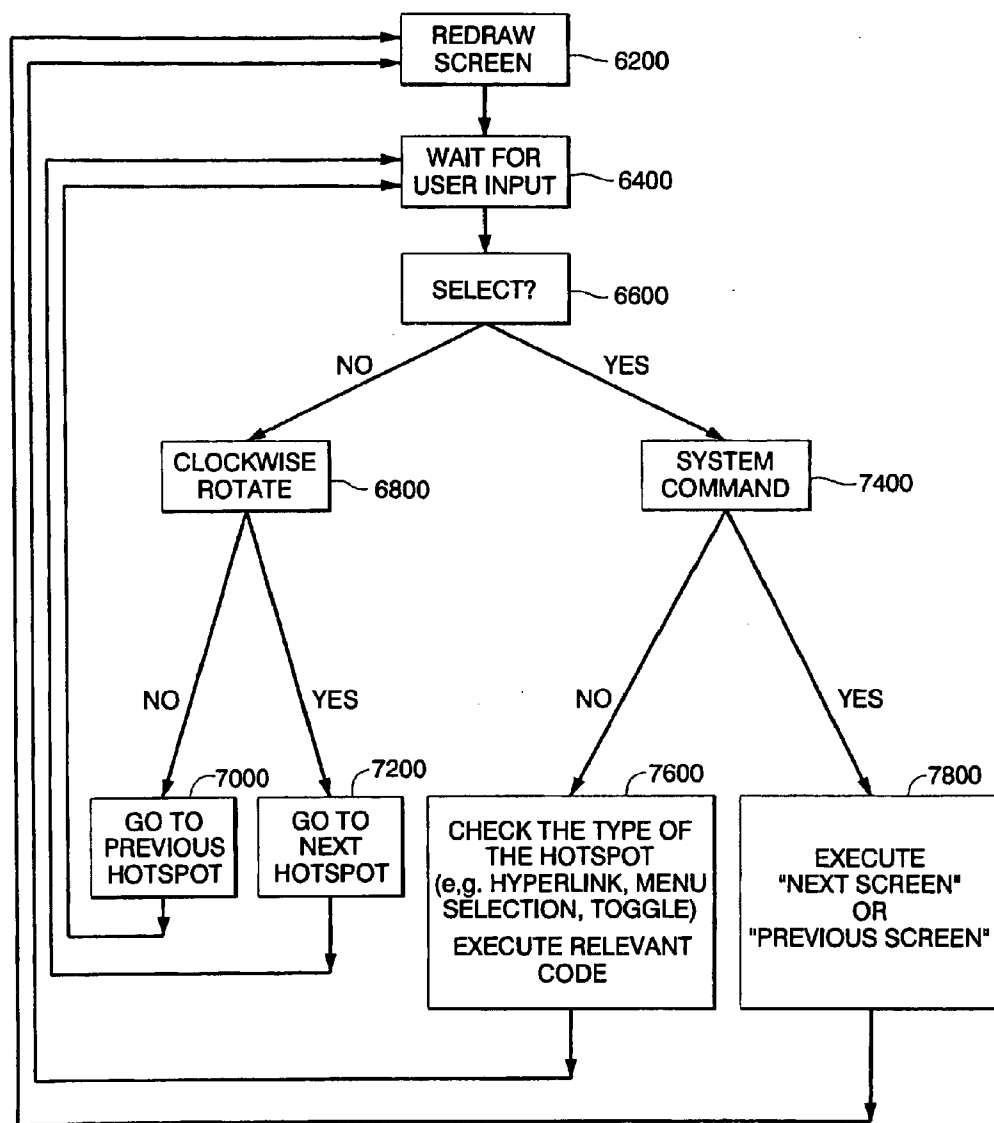 REDRAW
SCREEN
6200
WAIT FOR
USER INPUT
6400
SELECT?
6600
NO
YES
CLOCKWISE
ROTATE
6800
SYSTEM
COMMAND
7400
NO
YES
NO
YES
7000
GO TO
PREVIOUS
HOTSPOT
7200
GO TO
NEXT
HOTSPOT
7600
CHECK THE TYPE OF
THE HOTSPOT
(e,g. HYPERLINK, MENU
SELECTION, TOGGLE)
EXECUTE RELEVANT
CODE
7800
EXECUTE
"NEXT SCREEN"
OR
"PREVIOUS SCREEN"